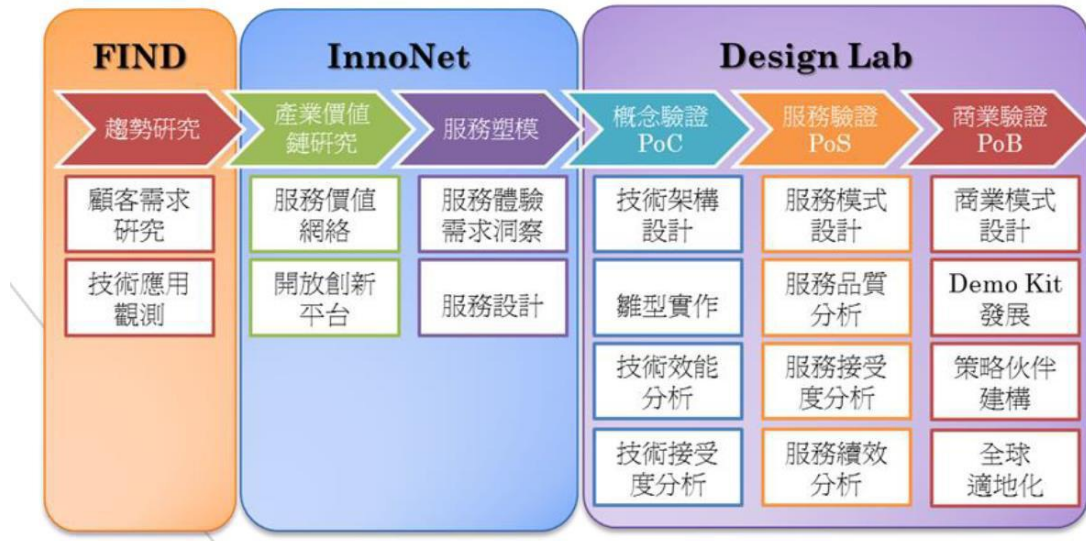 FIND
InnoNet
Design Lab
趨勢研究
產業價值
鏈研究
服務塑模
概念驗證
PoC
服務驗證
PoS
商業驗證
PoB
顧客需求
研究
技術應用
觀測
服務價值
網絡
開放創新
平台
服務體驗
需求洞察
服務設計
技術架構
設計
雛型實作
技術效能
分析
技術接受
度分析
服務模式
設計
服務品質
分析
服務接受
度分析
服務績效
分析
商業模式
設計
Demo Kit
發展
策略伙伴
建構
全球
適地化